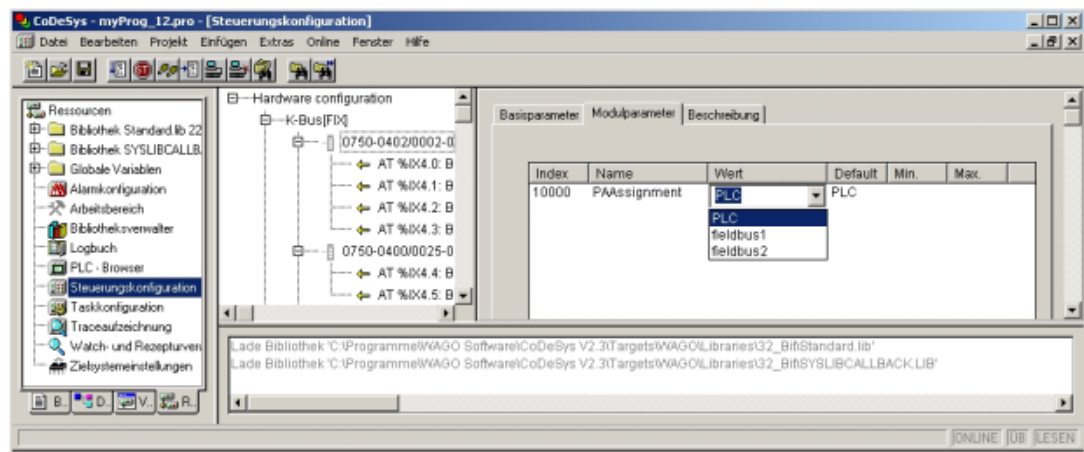 CoDeSys - myProg_12.pro - [Steuerungskonfiguration]
Datei Bearbeiten Projekt Einfügen Extras Online Fenster Hilfe
Ressourcen
Bibliothek Standard.lib 22
Bibliothek SYSLIBCALLB
Globale Variablen
Alarmkonfiguration
Arbeitsbereich
Bibliotheksverwalter
Logbuch
PLC - Browser
Steuerungskonfiguration
Taskkonfiguration
Traceaufzeichnung
Watch- und Rezepturverw
Zielsystemeinstellungen
B.. D.. V.. R..
Hardware configuration
K-Bus[FIX]
0750-0402/0002-0
AT %IX4.0: B
AT %IX4.1: B
AT %IX4.2: B
AT %IX4.3: B
0750-0400/0025-0
AT %IX4.4: B
AT %IX4.5: B
Basisparameter Modulparameter Beschreibung
Index Name Wert Default Min. Max.
10000 PAAssignment PLC PLC
PLC
fieldbus1
fieldbus2
Lade Bibliothek 'C:\Programme\WAGO Software\CoDeSys V2.3\Targets\WAGO\Libraries\32_Bit\Standard.lib'
Lade Bibliothek 'C:\Programme\WAGO Software\CoDeSys V2.3\Targets\WAGO\Libraries\32_Bit\SYSLIBCALLBACK.LIB'
ONLINE ÜB LESEN